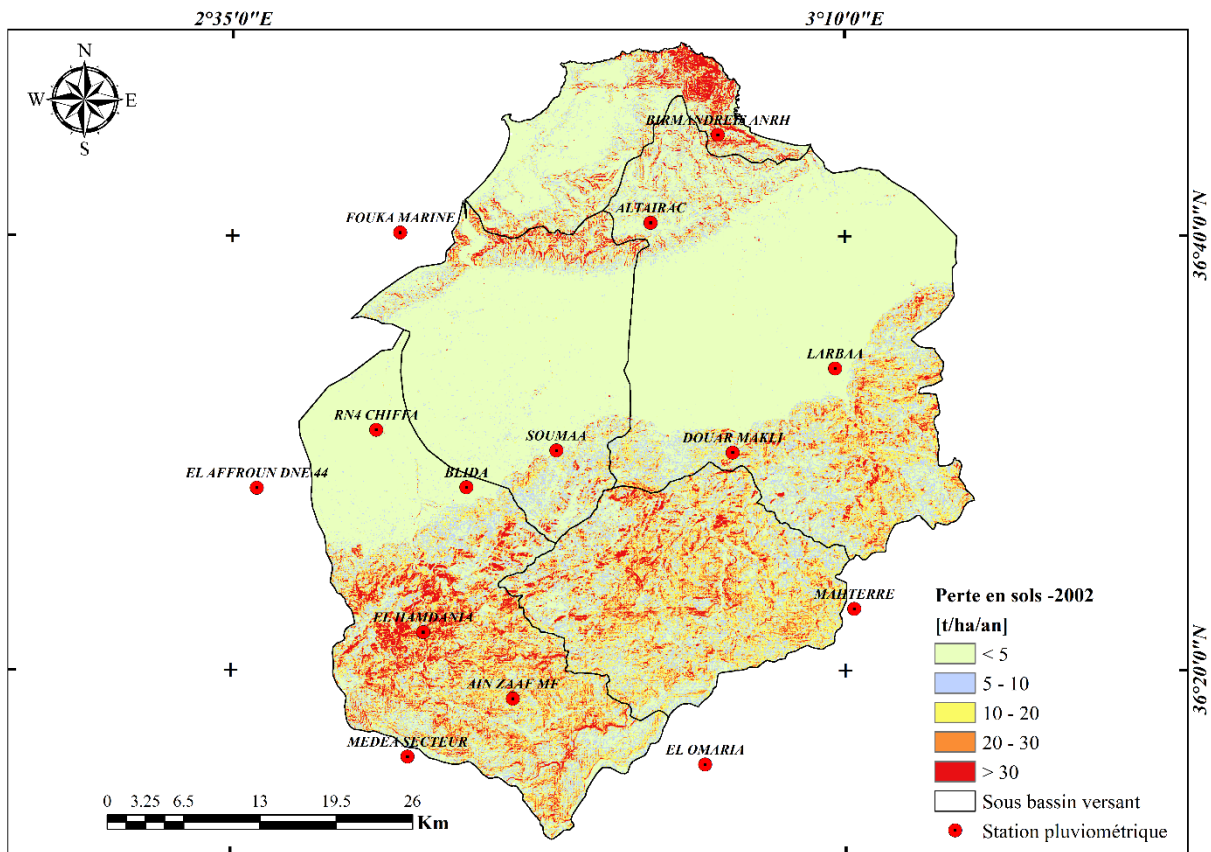 2°35'0"E
3°10'0"E
N
W
E
S
BIRMANDREIS ANRH
ALTAIRAC
FOUKA MARINE
36°40'0"N
LARBAA
RN4 CHIFFA
SOUMAA
DOUAR MAKLI
EL AFFROUN DNE 44
BLIDA
MAHTERRE
EL HAMDANIA
AIN ZAAF MF
MEDEA SECTEUR
EL OMARIA
36°20'0"N
Perte en sols -2002
[t/ha/an]
< 5
5 - 10
10 - 20
20 - 30
> 30
Sous bassin versant
Station pluviométrique
0 3.25 6.5 13 19.5 26
Km